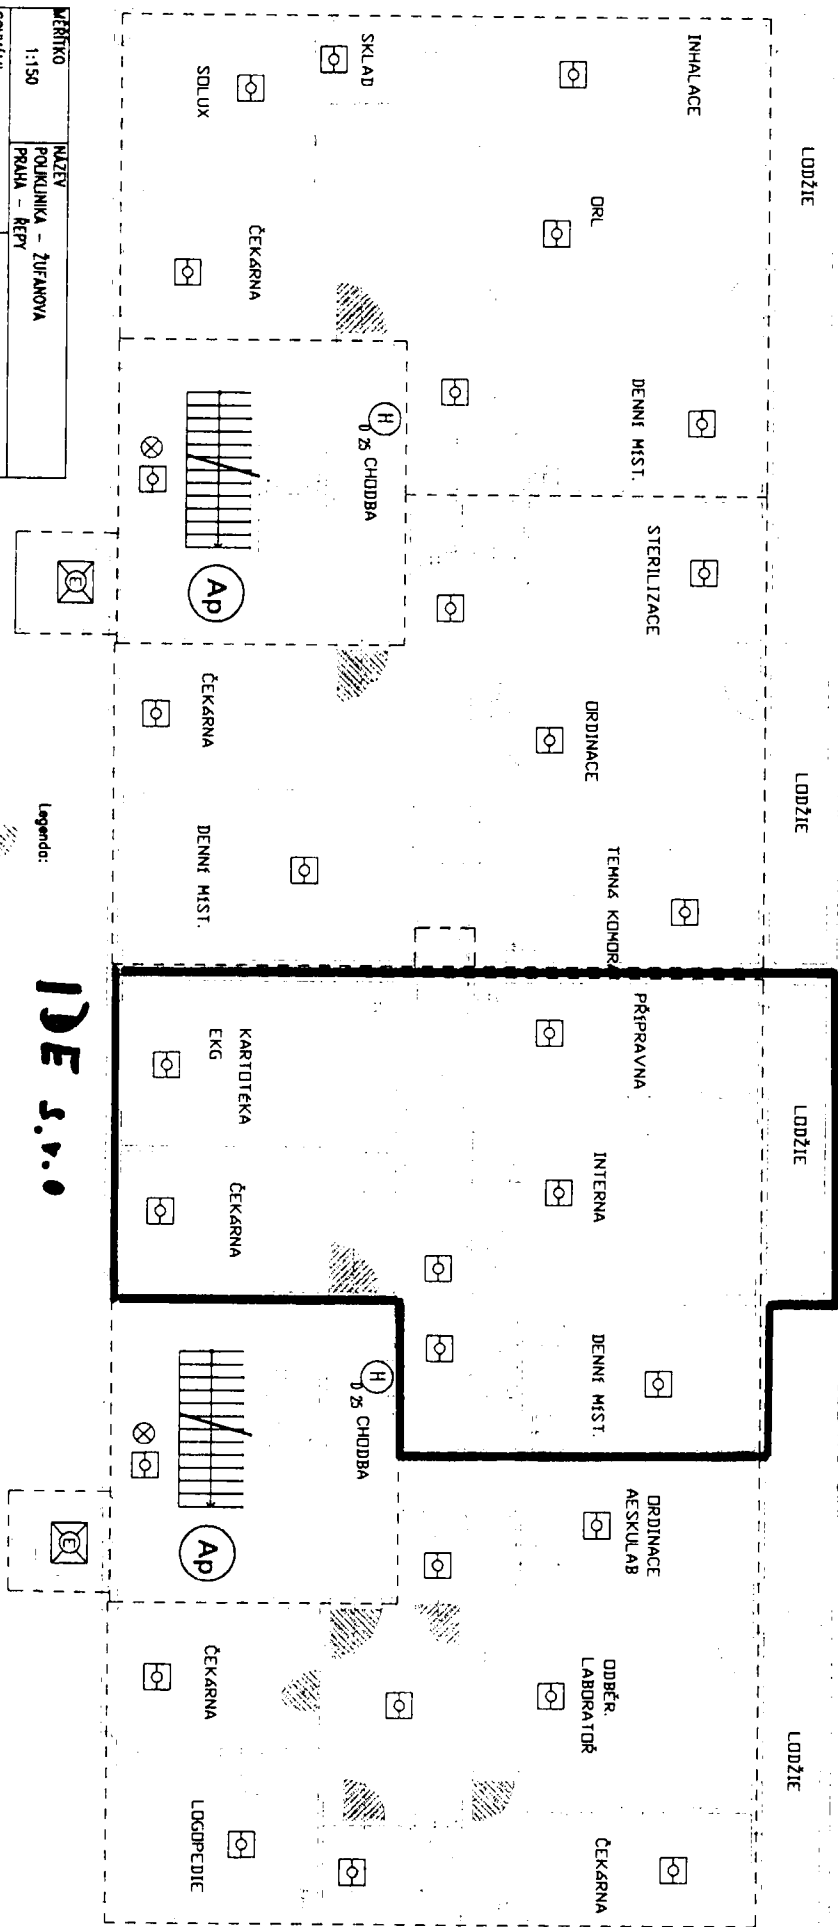 MĚŘÍTKO
1:150
NÁZEV
POLIKLINIKA - ŽUFANOVA
PRAHA - ŘEPY
LODŽIE
INHALACE
SKLAD
SOLUX
ORL
ČEKÁRNA
DENNÍ MÍST.
H
D 25 CHODBA
Ap
E
STERILIZACE
LODŽIE
ORDINACE
ČEKÁRNA
DENNÍ MÍST.
TEMNÁ KOMORA
Legenda:
IDE s.r.o
LODŽIE
PŘÍPRAVNA
KARTOTÉKA
EKG
INTERNA
ČEKÁRNA
DENNÍ MÍST.
H
D 25 CHODBA
Ap
E
ORDINACE
AESKULAB
ODBĚR.
LABORATOŘ
ČEKÁRNA
LODŽIE
LOGOPEDIE
ČEKÁRNA